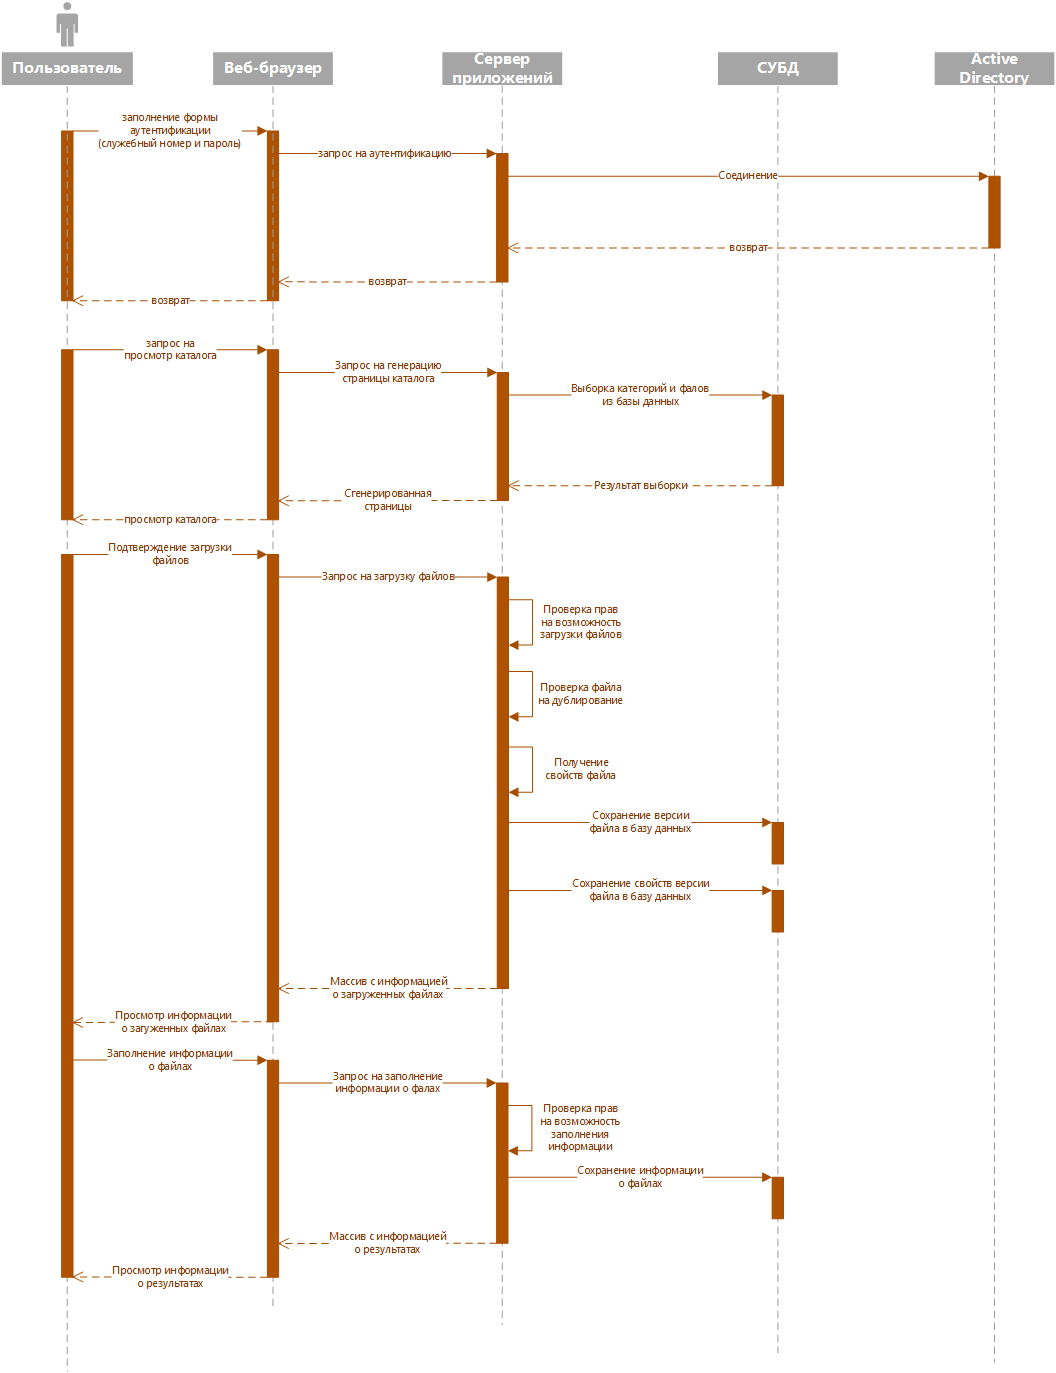 Пользователь
Веб-браузер
Сервер
приложений
СУБД
Active
Directory
заполнение формы
аутентификации
(служебный номер и пароль)
запрос на аутентификацию
Соединение
возврат
возврат
возврат
запрос на
просмотр каталога
Запрос на генерацию
страницы каталога
Выборка категорий и фалов
из базы данных
Результат выборки
Сгенерированная
страницы
просмотр каталога
Подтверждение загрузки
файлов
Запрос на загрузку файлов
Проверка прав
на возможность
загрузки файлов
Проверка файла
на дублирование
Получение
свойств файла
Сохранение версии
файла в базу данных
Сохранение свойств версии
файла в базу данных
Массив с информацией
о загруженных файлах
Просмотр информации
о загуженных файлах
Заполнение информации
о файлах
Запрос на заполнение
информации о фалах
Проверка прав
на возможность
заполнения
информации
Сохранение информации
о файлах
Массив с информацией
о результатах
Просмотр информации
о результатах